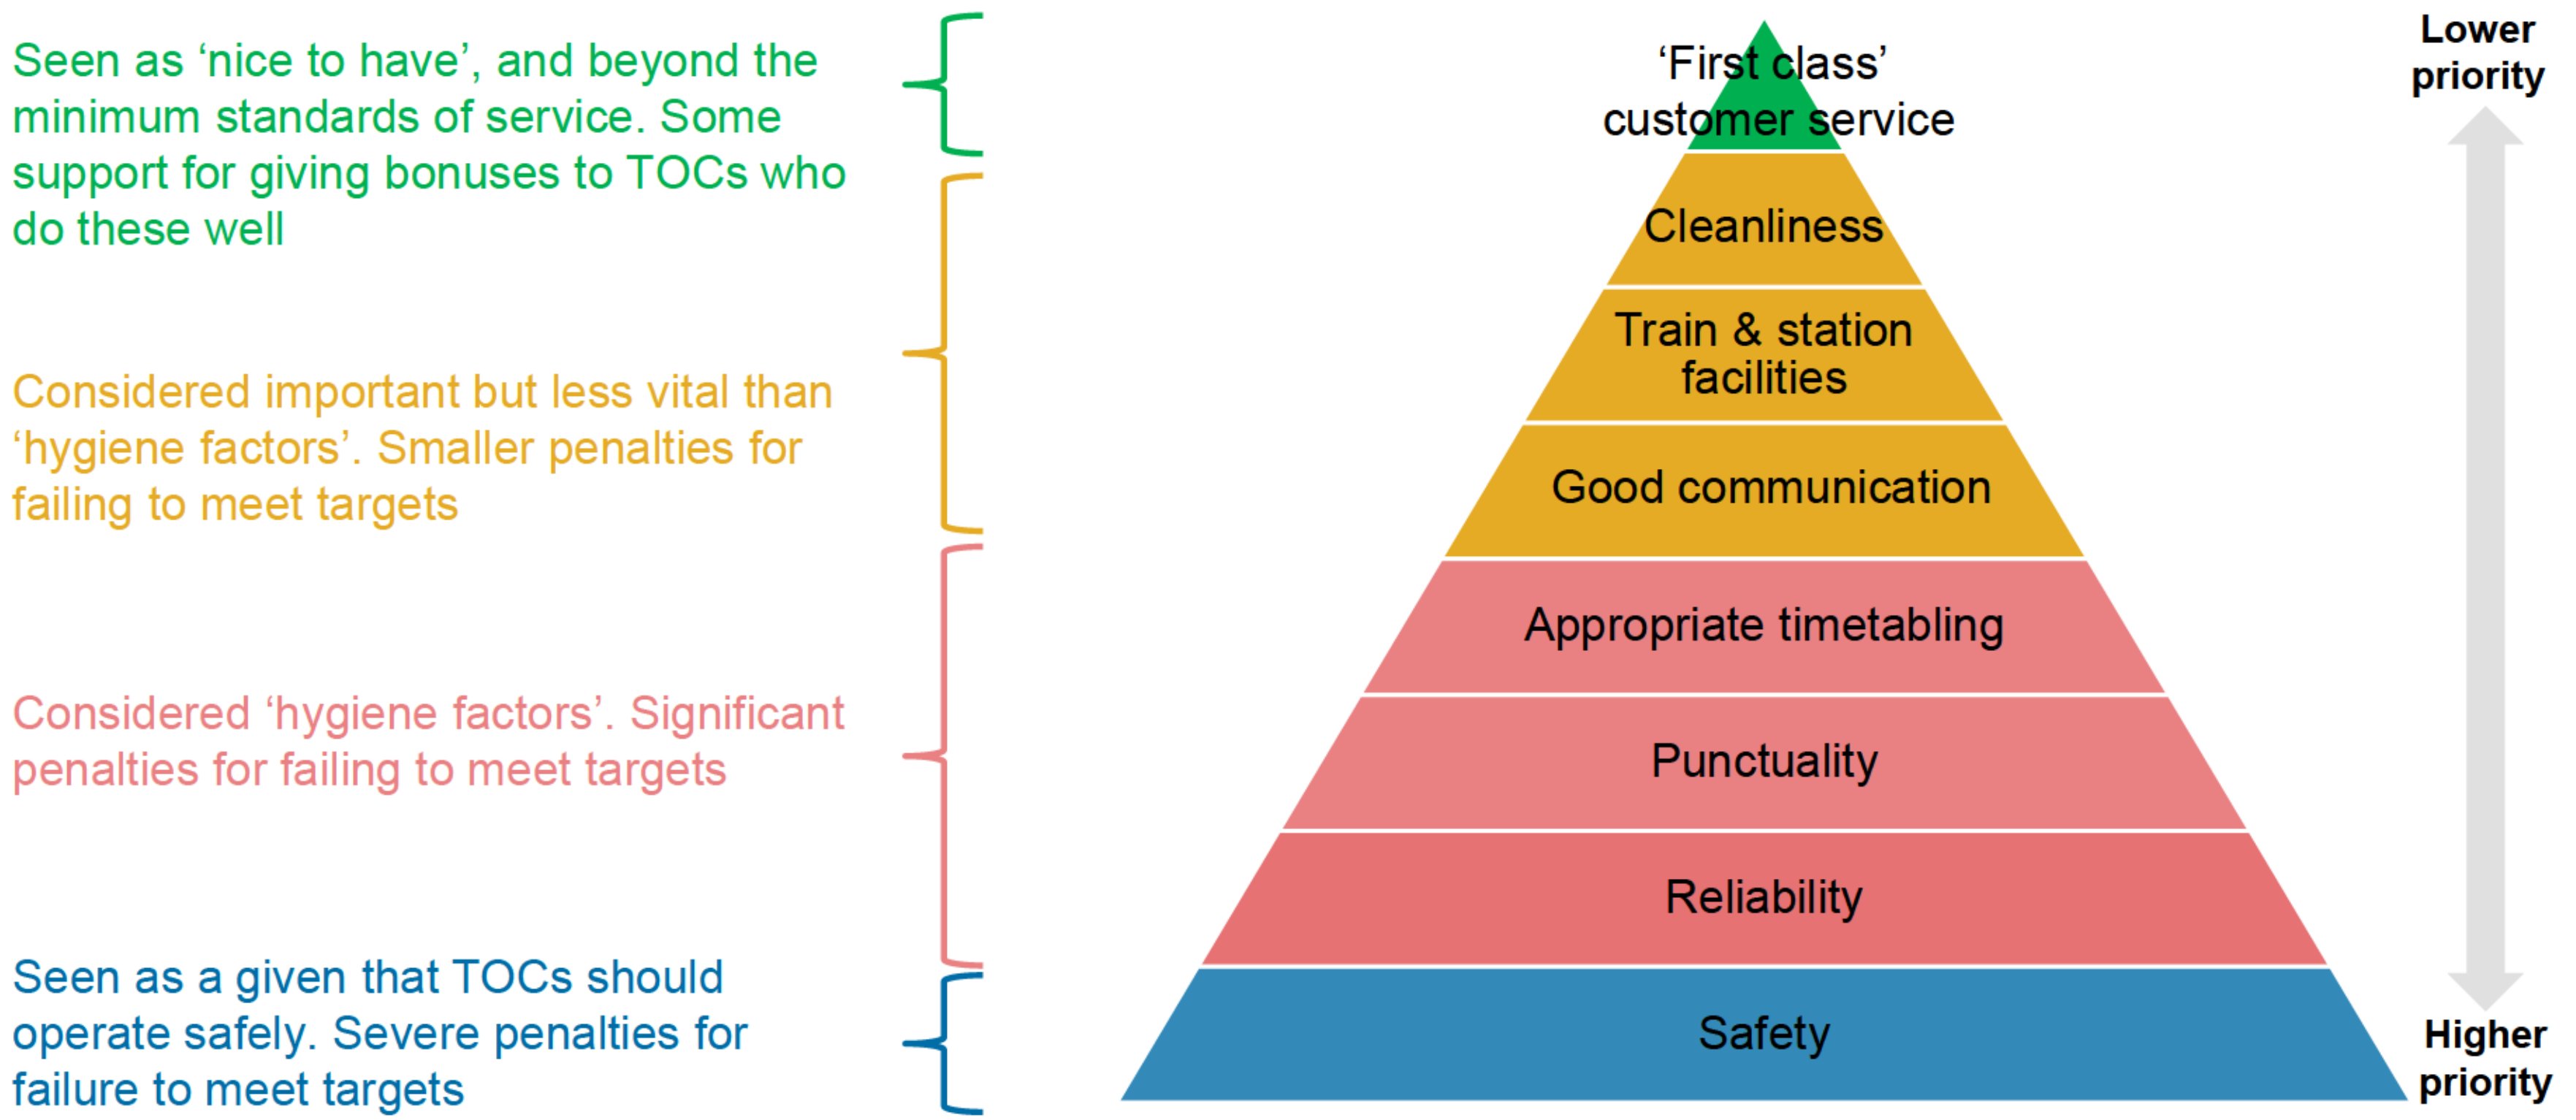 Seen as ‘nice to have’, and beyond the
minimum standards of service. Some
support for giving bonuses to TOCs who
do these well
Considered important but less vital than
‘hygiene factors’. Smaller penalties for
failing to meet targets
Considered ‘hygiene factors’. Significant
penalties for failing to meet targets
Seen as a given that TOCs should
operate safely. Severe penalties for
failure to meet targets
‘First class’
customer service
Cleanliness
Train & station
facilities
Good communication
Appropriate timetabling
Punctuality
Reliability
Safety
Lower
priority
Higher
priority